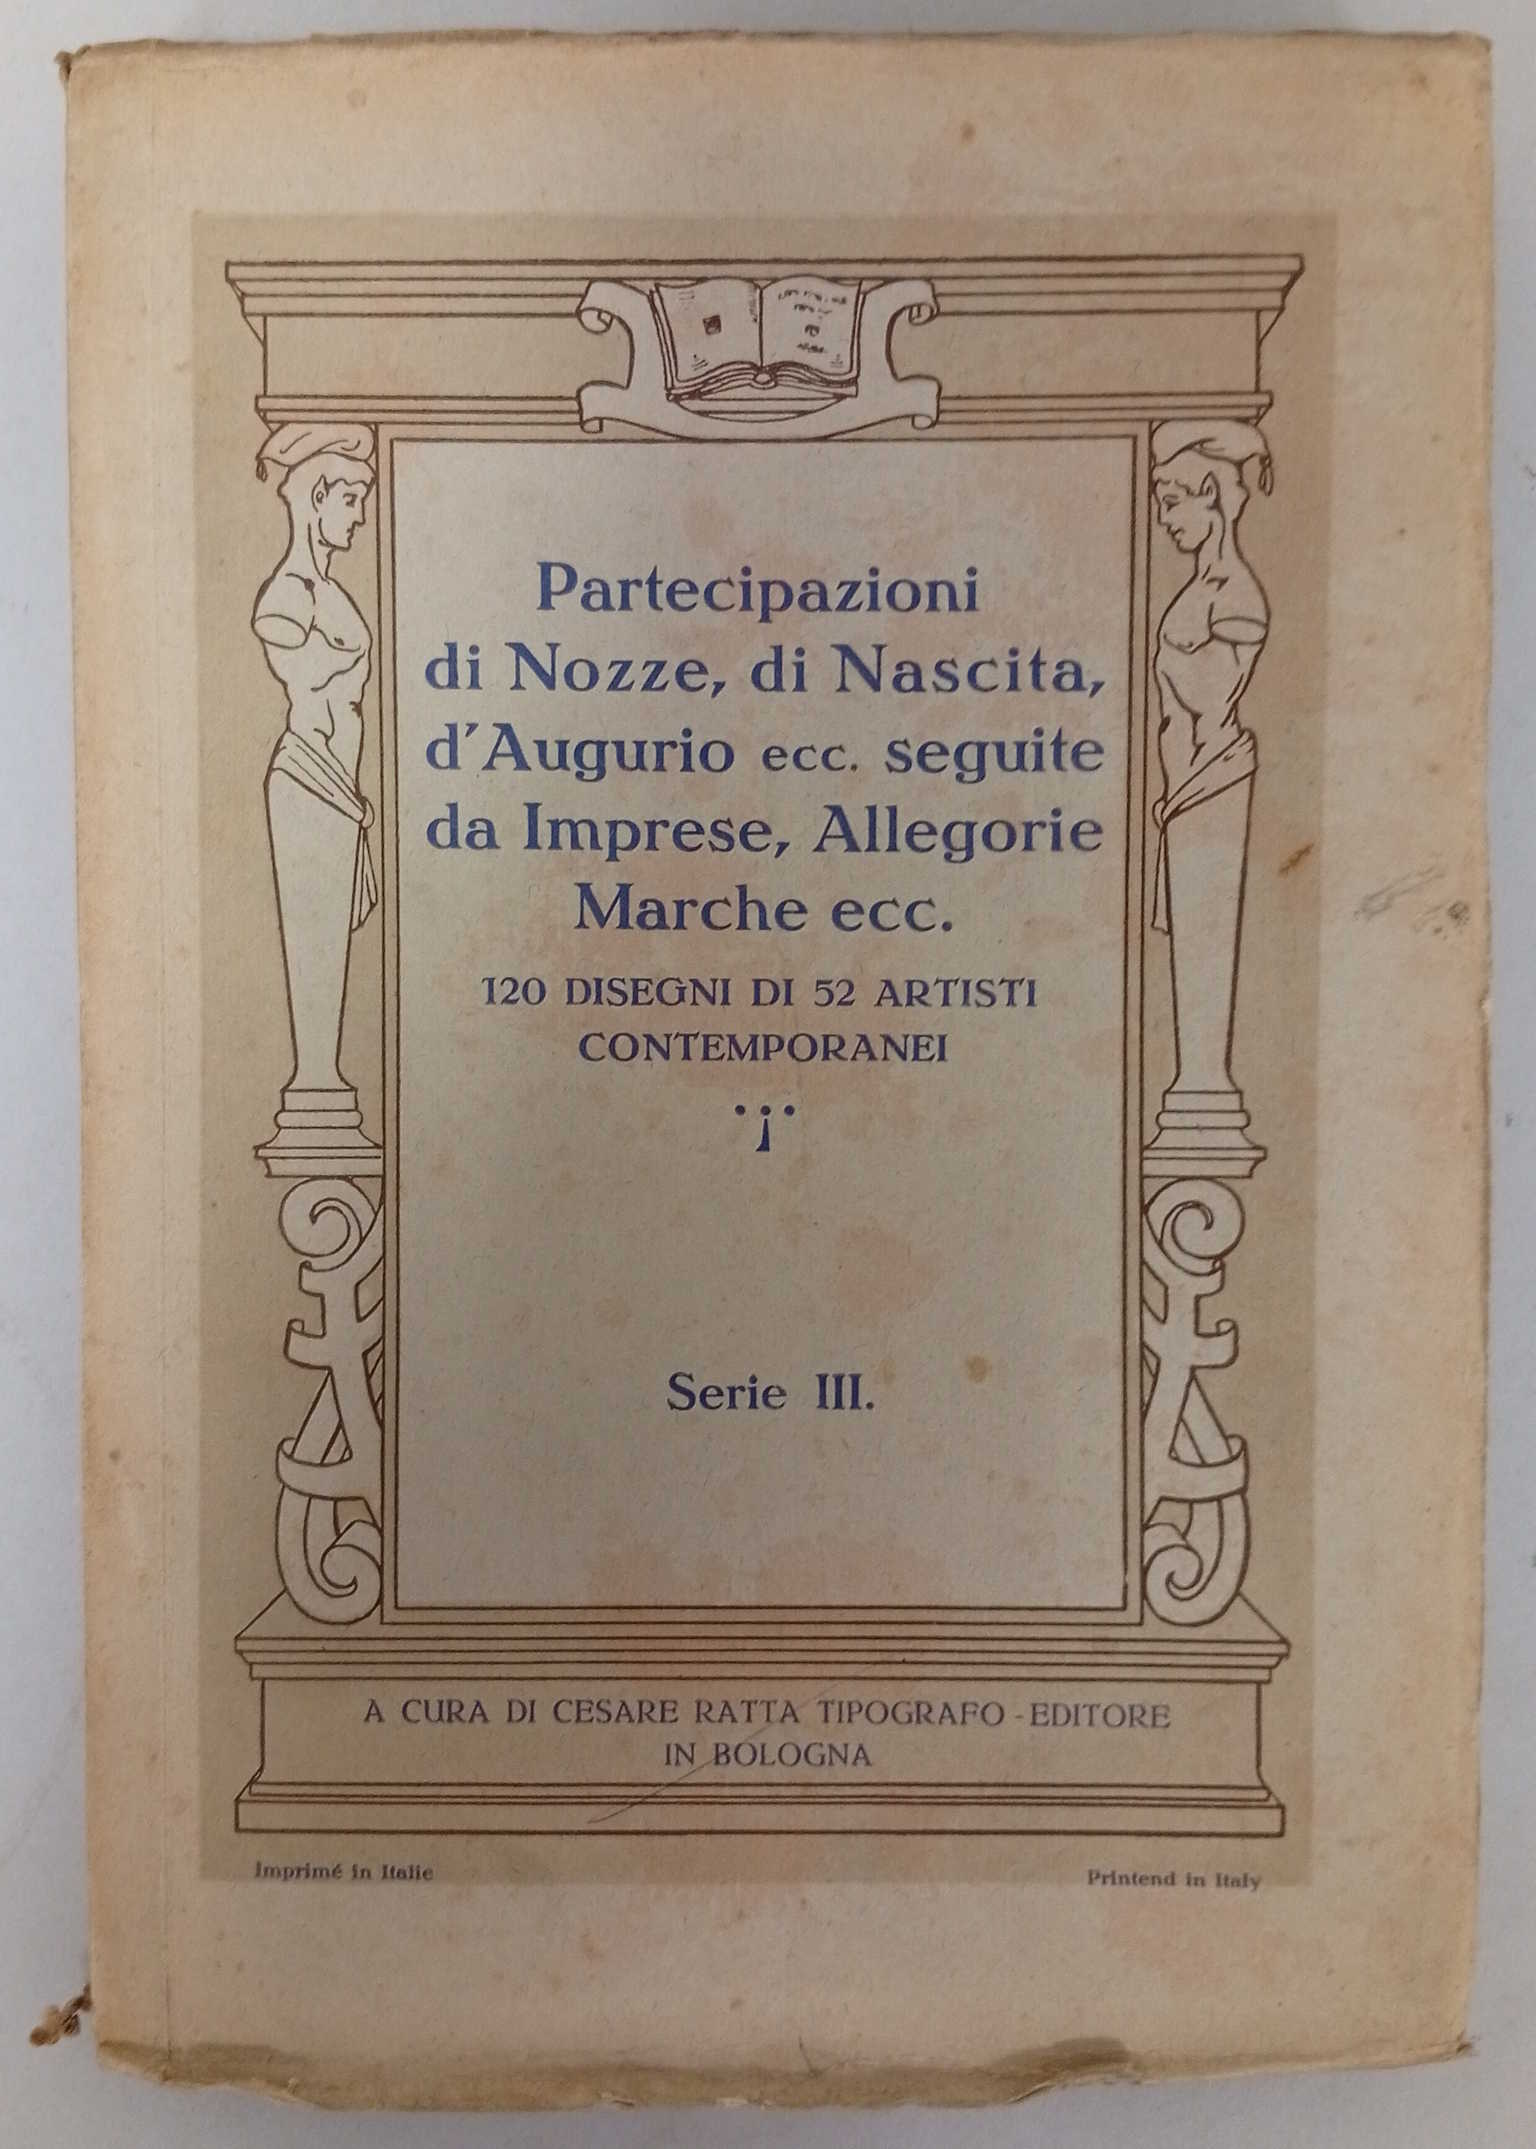 Partecipazioni
di Nozze, di Nascita,
d'Augurio ecc. seguite
da Imprese, Allegorie
Marche ecc.
120 DISEGNI DI 52 ARTISTI
CONTEMPORANEI
Serie III.
A CURA DI CESARE RATTA TIPOGRAFO - EDITORE
IN BOLOGNA
Imprimé in Italie
Printend in Italy